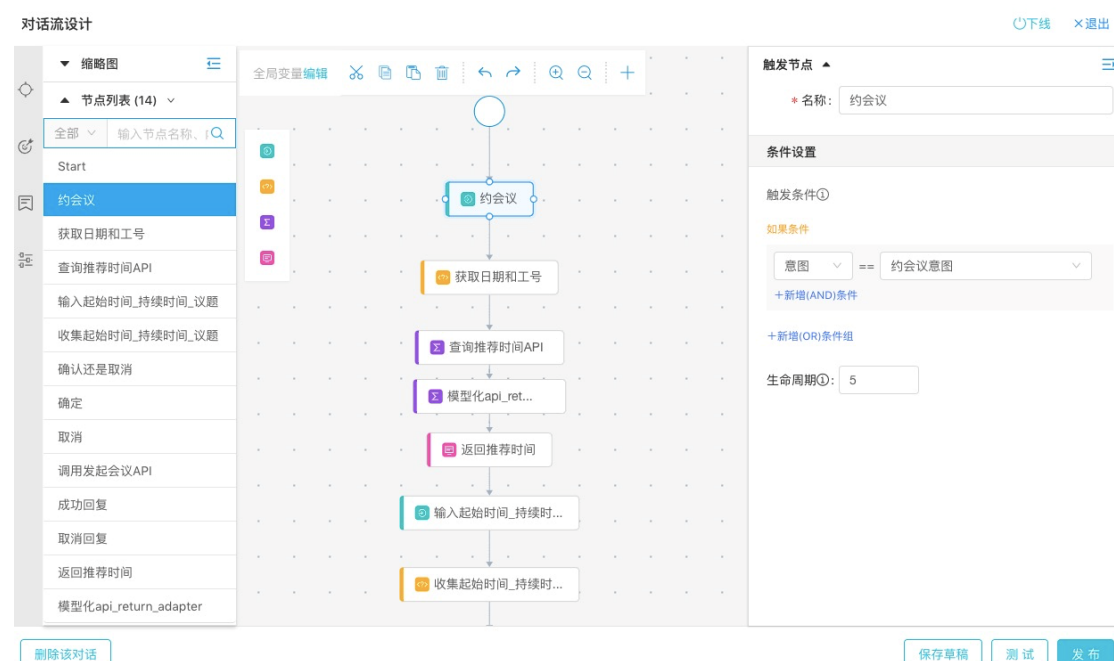 对话流设计
下线
退出
缩略图
节点列表 (14)
全部
输入节点名称、
Start
约会议
获取日期和工号
查询推荐时间API
输入起始时间_持续时间_议题
收集起始时间_持续时间_议题
确认还是取消
确定
取消
调用发起会议API
成功回复
取消回复
返回推荐时间
模型化api_return_adapter
删除该对话
全局变量编辑
约会议
获取日期和工号
查询推荐时间API
模型化api_ret...
返回推荐时间
输入起始时间_持续时...
收集起始时间_持续时...
触发节点
* 名称: 约会议
条件设置
触发条件
如果条件
意图 == 约会议意图
+新增(AND)条件
+新增(OR)条件组
生命周期: 5
保存草稿
测 试
发 布